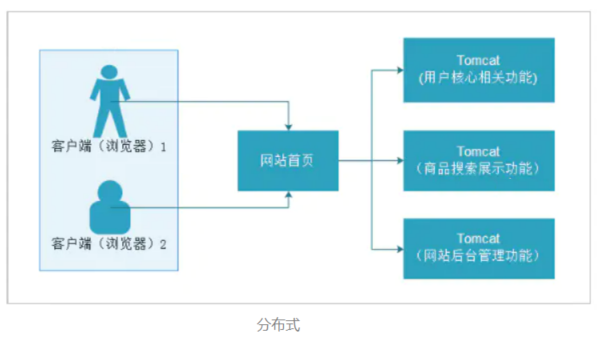 客户端（浏览器）1
客户端（浏览器）2
网站首页
Tomcat
(用户核心相关功能)
Tomcat
（商品搜索展示功能）
Tomcat
（网站后台管理功能）
分布式